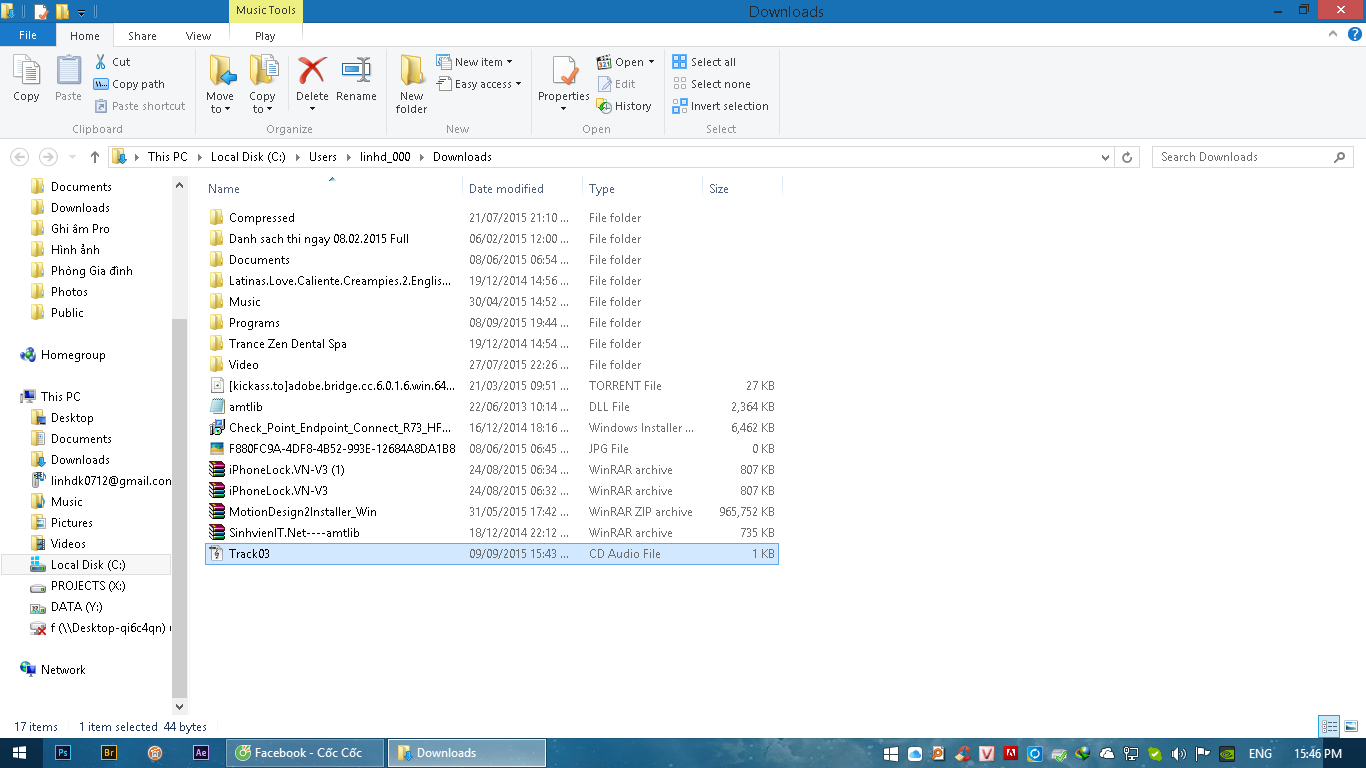 Music Tools
Downloads
File Home Share View Play
Copy
Paste
Cut
Copy path
Paste shortcut
Clipboard
Move to
Copy to
Delete
Rename
Organize
New folder
New item
Easy access
New
Properties
Open
Edit
History
Open
Select all
Select none
Invert selection
Select
This PC Local Disk (C:) Users linhd_000 Downloads
Search Downloads
Documents
Downloads
Ghi âm Pro
Hình ảnh
Phòng Gia đình
Photos
Public
Homegroup
This PC
Desktop
Documents
Downloads
linhdk0712@gmail.con
Music
Pictures
Videos
Local Disk (C:)
PROJECTS (X:)
DATA (Y:)
f (\\Desktop-qi6c4qn)
Network
Name Date modified Type Size
Compressed 21/07/2015 21:10 ... File folder
Danh sach thi ngay 08.02.2015 Full 06/02/2015 12:00 ... File folder
Documents 08/06/2015 06:54 ... File folder
Latinas.Love.Caliente.Creampies.2.Englis... 19/12/2014 14:56 ... File folder
Music 30/04/2015 14:52 ... File folder
Programs 08/09/2015 19:44 ... File folder
Trance Zen Dental Spa 19/12/2014 14:54 ... File folder
Video 27/07/2015 22:26 ... File folder
[kickass.to]adobe.bridge.cc.6.0.1.6.win.64... 21/03/2015 09:51 ... TORRENT File 27 KB
amtlib 22/06/2013 10:14 ... DLL File 2,364 KB
Check_Point_Endpoint_Connect_R73_HF... 16/12/2014 18:16 ... Windows Installer ... 6,462 KB
F880FC9A-4DF8-4B52-993E-12684A8DA1B8 08/06/2015 06:45 ... JPG File 0 KB
iPhoneLock.VN-V3 (1) 24/08/2015 06:34 ... WinRAR archive 807 KB
iPhoneLock.VN-V3 24/08/2015 06:32 ... WinRAR archive 807 KB
MotionDesign2Installer_Win 31/05/2015 17:42 ... WinRAR ZIP archive 965,752 KB
SinhvienIT.Net----amtlib 18/12/2014 22:12 ... WinRAR archive 735 KB
Track03 09/09/2015 15:43 ... CD Audio File 1 KB
17 items 1 item selected 44 bytes
Ps Br Ae Facebook - Cốc Cốc Downloads ENG 15:46 PM